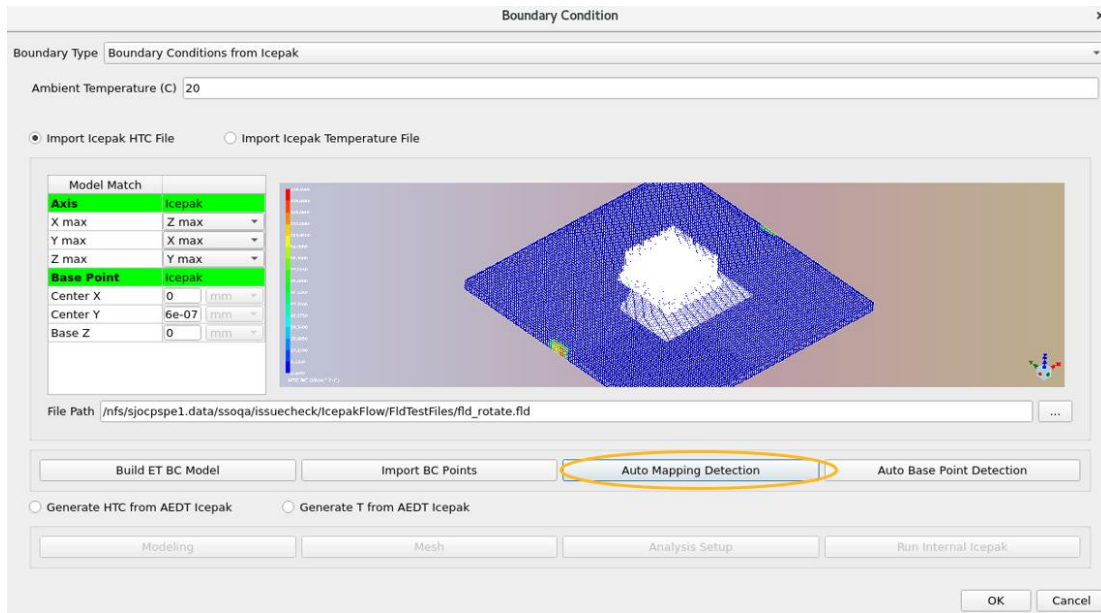 Boundary Condition
Boundary Type Boundary Conditions from Icepak
Ambient Temperature (C) 20
Import Icepak HTC File Import Icepak Temperature File
Model Match
Axis Icepak
X max Z max
Y max X max
Z max Y max
Base Point Icepak
Center X 0 mm
Center Y 6e-07 mm
Base Z 0 mm
File Path /nfs/sjocpspe1.data/ssoqa/issuecheck/IcepakFlow/FldTestFiles/fld_rotate.fld ...
Build ET BC Model Import BC Points Auto Mapping Detection Auto Base Point Detection
Generate HTC from AEDT Icepak Generate T from AEDT Icepak
Modeling Mesh Analysis Setup Run Internal Icepak
OK Cancel